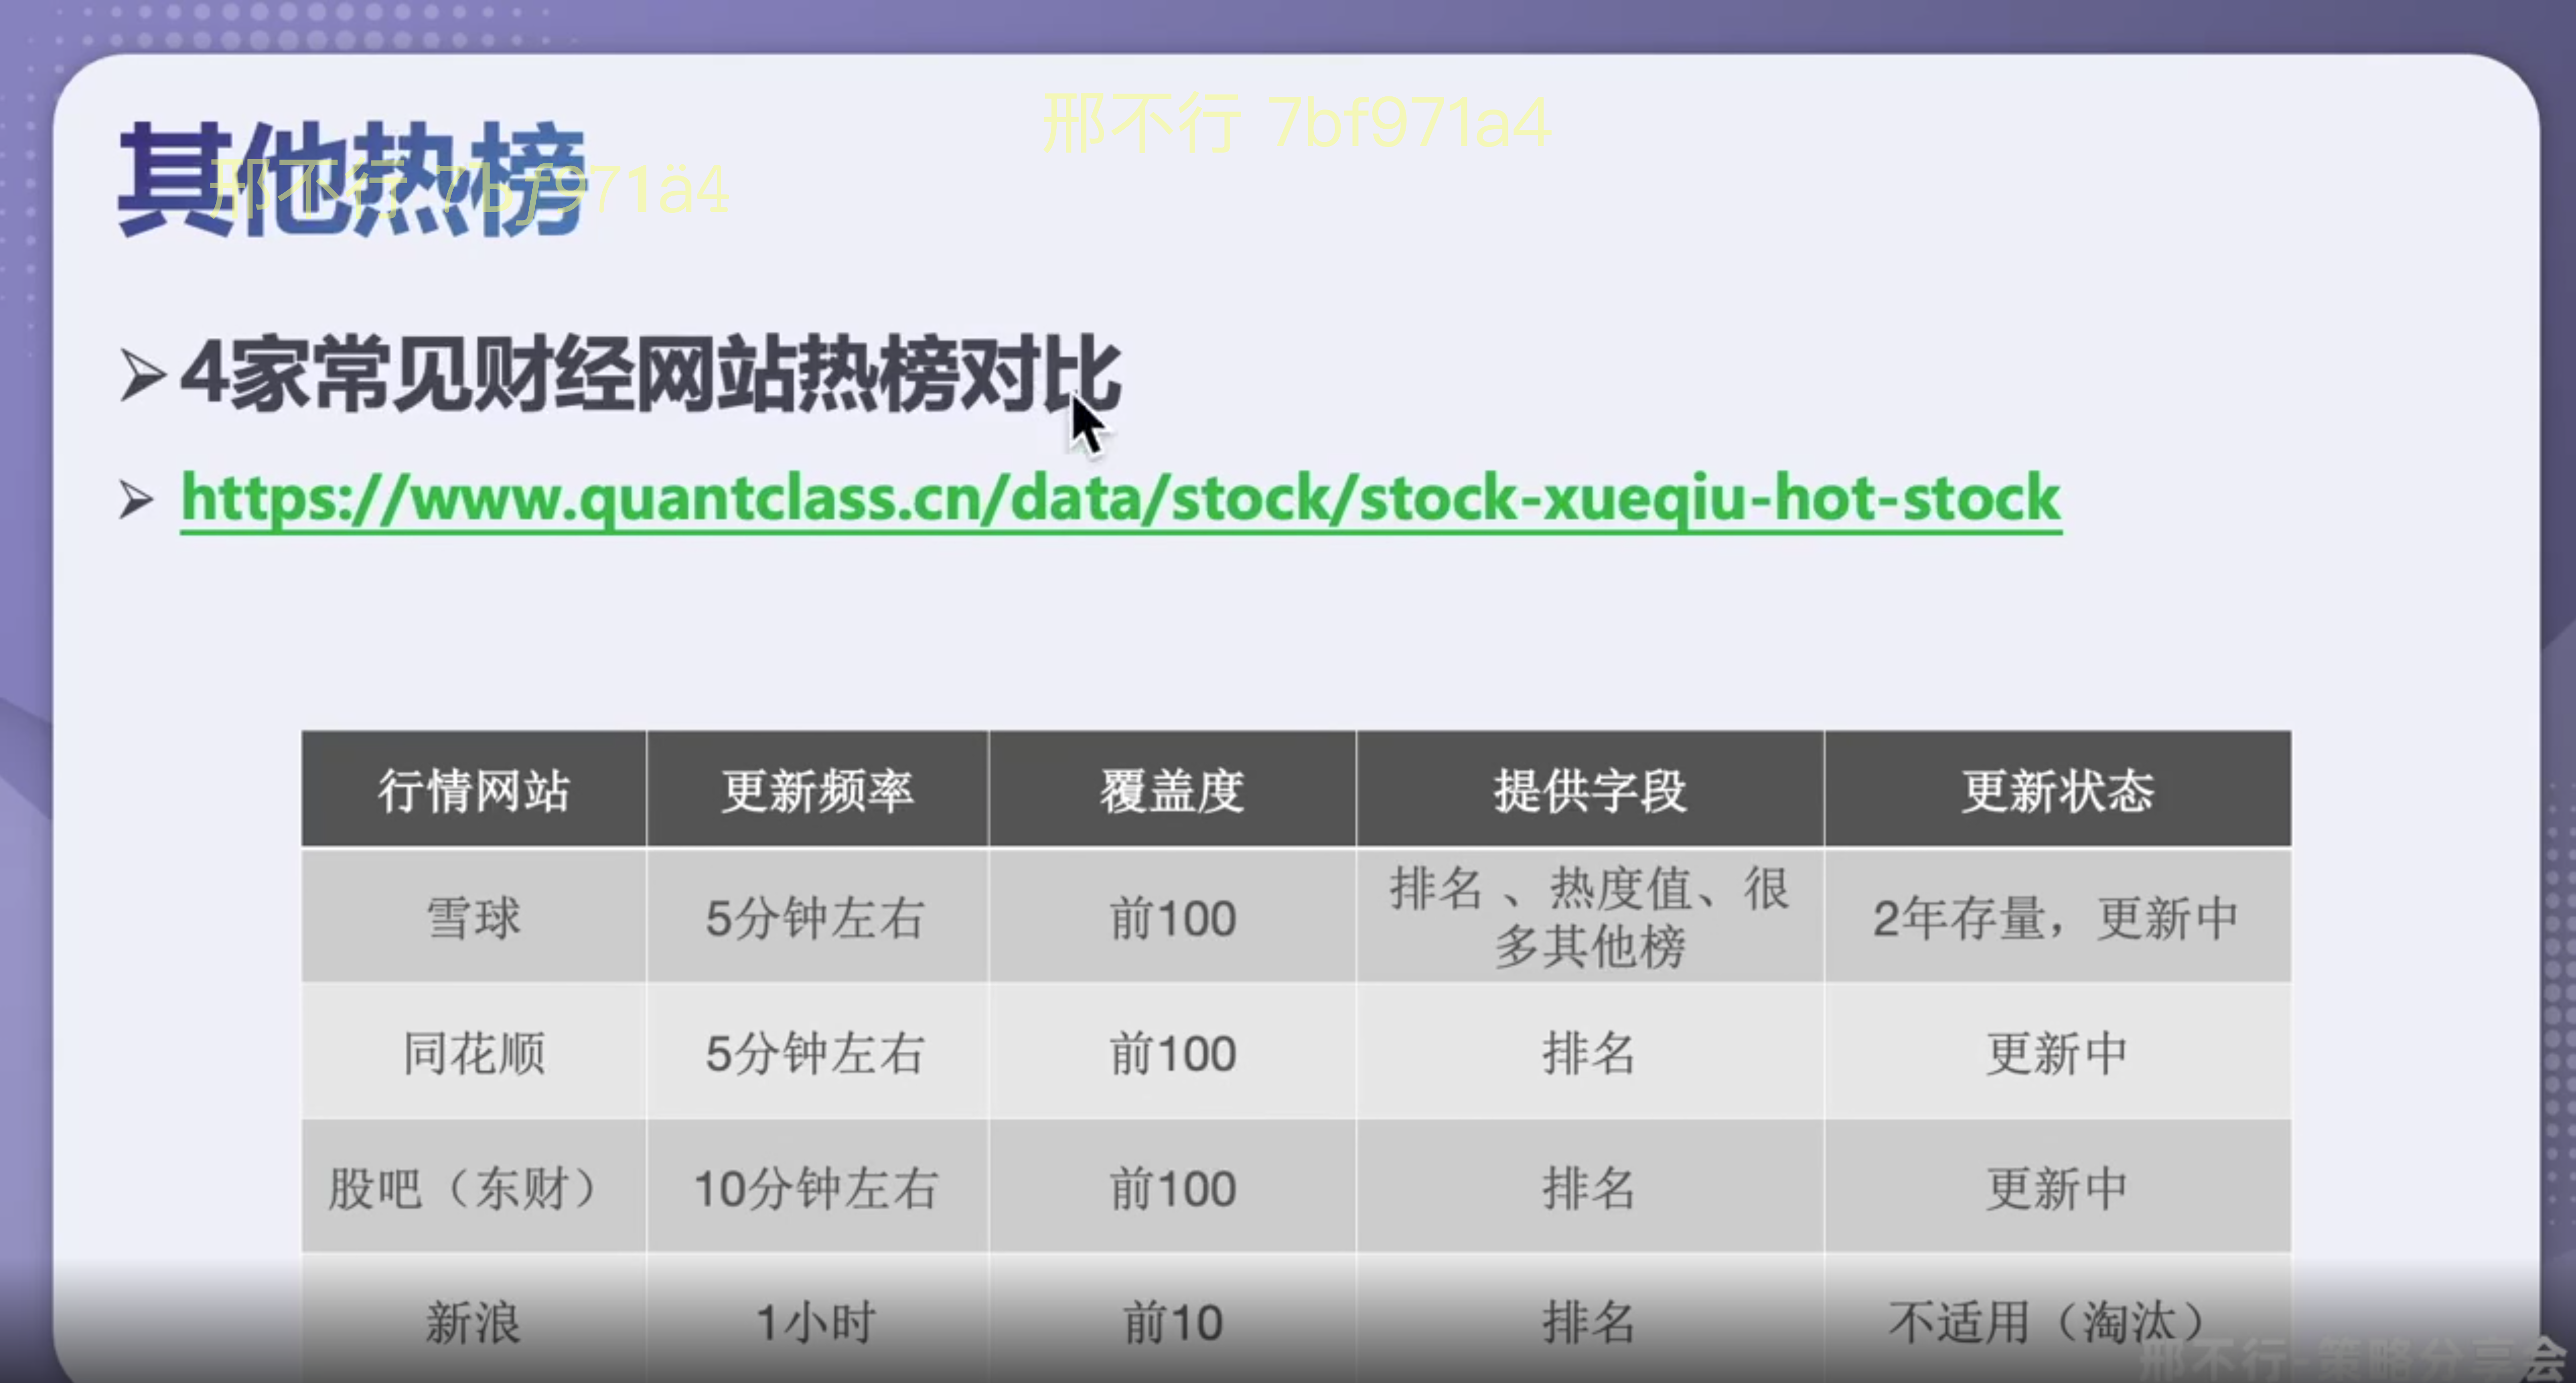 邢不行 7bf971a4
其他热榜
邢不行 7bf971a4
4家常见财经网站热榜对比
https://www.quantclass.cn/data/stock/stock-xueqiu-hot-stock
行情网站 更新频率 覆盖度 提供字段 更新状态
雪球 5分钟左右 前100 排名 、热度值、很多其他榜 2年存量，更新中
同花顺 5分钟左右 前100 排名 更新中
股吧（东财） 10分钟左右 前100 排名 更新中
新浪 1小时 前10 排名 不适用（淘汰）
邢不行-策略分享会